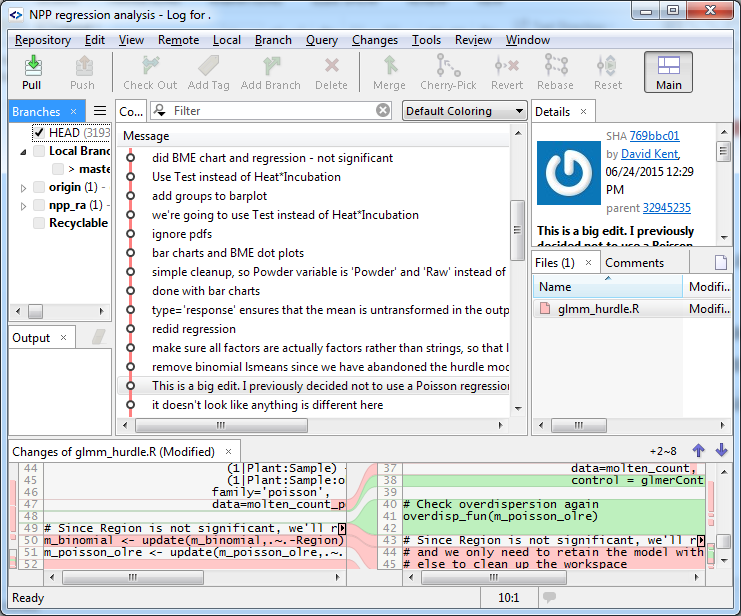 NPP regression analysis - Log for .
Repository Edit View Remote Local Branch Query Changes Tools Review Window
Pull Push Check Out Add Tag Add Branch Delete Merge Cherry-Pick Revert Rebase Reset Main
Branches
HEAD (3193
Local Branc
> maste
origin (1) -
npp_ra (1) -
Recyclable
Output
Co...
Filter
Default Coloring
Message
did BME chart and regression - not significant
Use Test instead of Heat*Incubation
add groups to barplot
we're going to use Test instead of Heat*Incubation
ignore pdfs
bar charts and BME dot plots
simple cleanup, so Powder variable is 'Powder' and 'Raw' instead of
done with bar charts
type='response' ensures that the mean is untransformed in the outp
redid regression
make sure all factors are actually factors rather than strings, so that l
remove binomial lsmeans since we have abandoned the hurdle mod
This is a big edit. I previously decided not to use a Poisson regression
it doesn't look like anything is different here
Details
SHA 769bbc01
by David Kent,
06/24/2015 12:29
PM
parent 32945235
This is a big edit. I previously
decided not to use a Poisson
Files (1)
Comments
Name Modifi...
glmm_hurdle.R Modifi...
Changes of glmm_hurdle.R (Modified)
+2~8
44 (1|Plant:Sample)
45 (1|Plant:Sample:o
46 family='poisson',
47 data=molten_count_p
48
49 # Since Region is not significant, we'll r
50 m_binomial <- update(m_binomial,.~.-Region)
51 m_poisson_olre <- update(m_poisson_olre,.~.
52
37 data=molten_count,
38 control = glmerCont
39
40 # Check overdispersion again
41 overdisp_fun(m_poisson_olre)
42
43 # Since Region is not significant, we'll r
44 # and we only need to retain the model with
45 # else to clean up the workspace
Ready
10:1